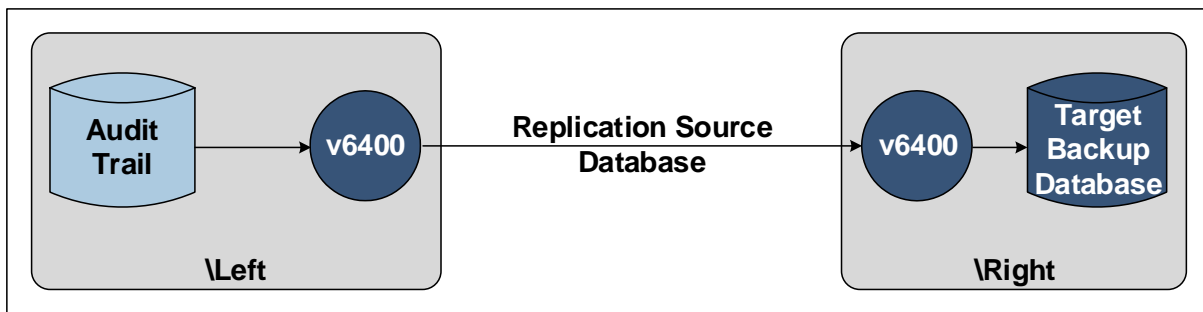 Audit
Trail
v6400
\Left
Replication Source
Database
v6400
Target
Backup
Database
\Right